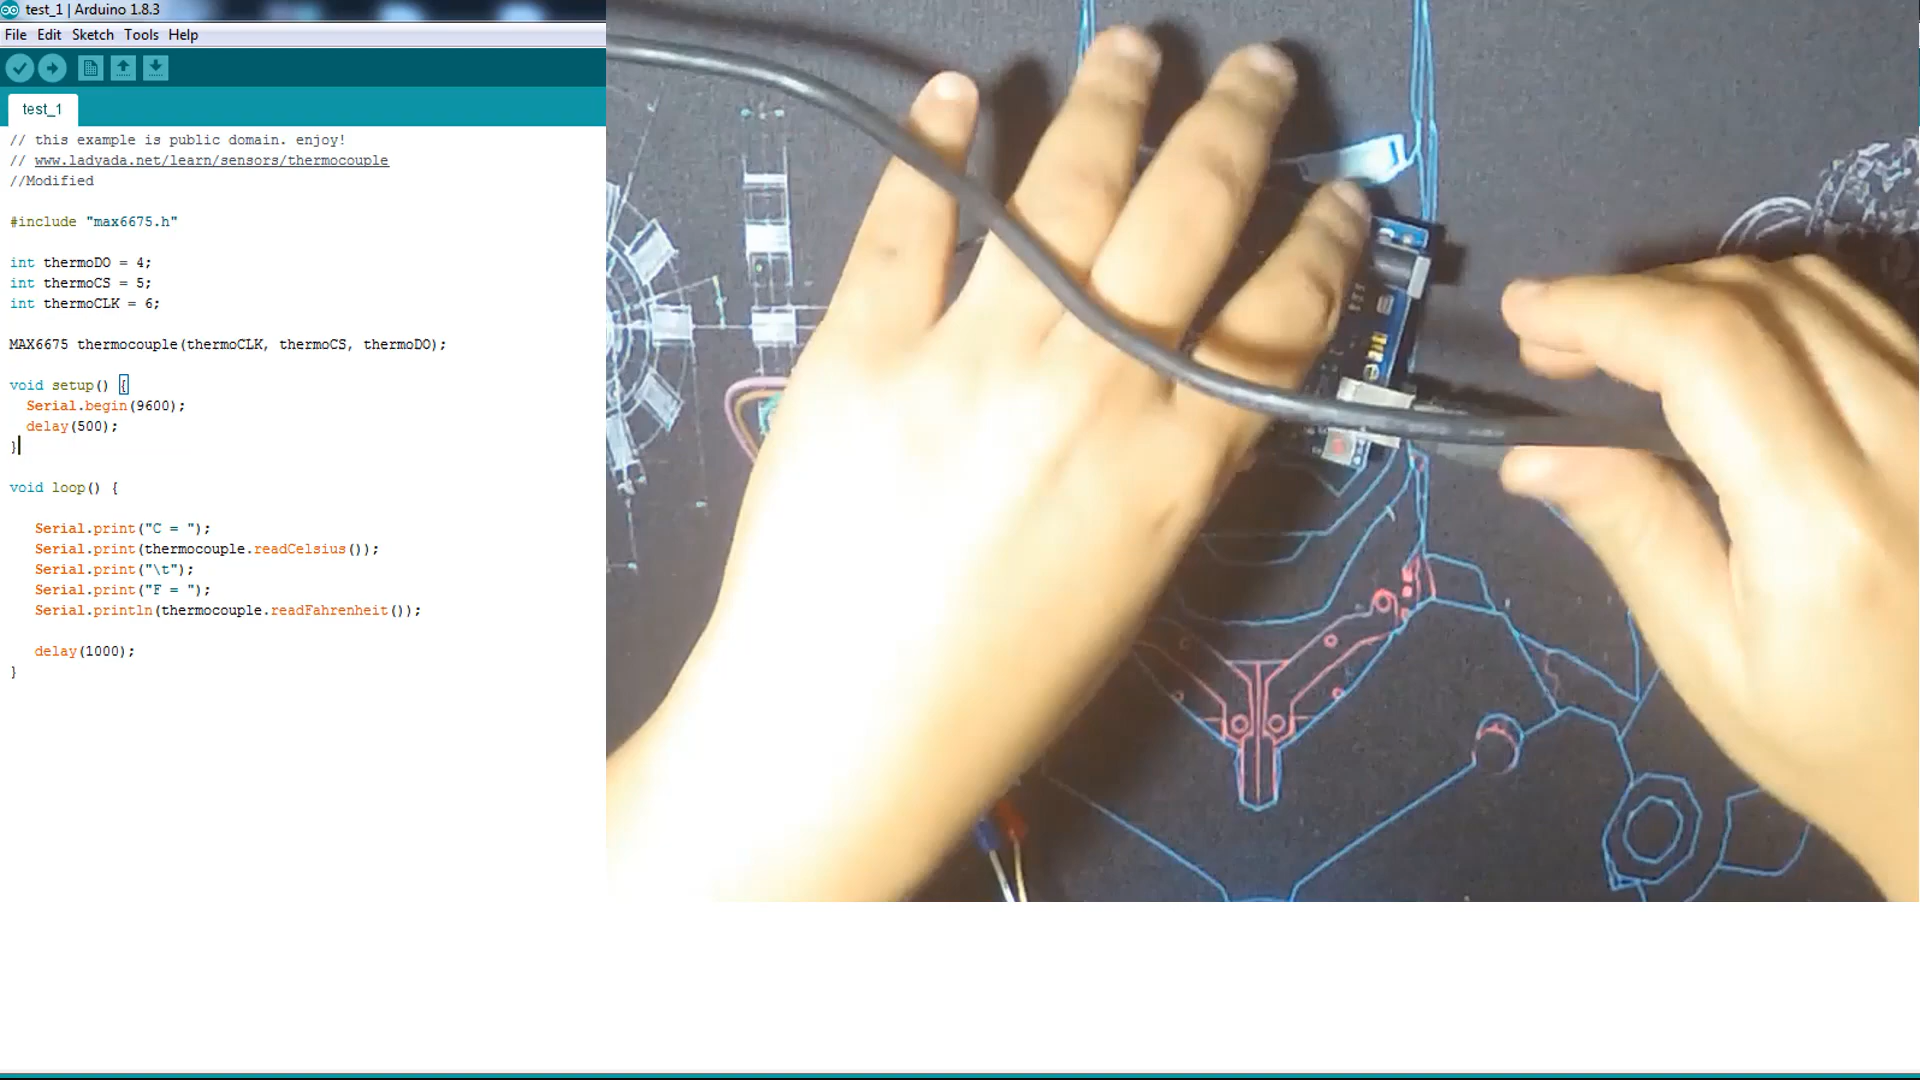 test_1 | Arduino 1.8.3
File Edit Sketch Tools Help
test_1
// this example is public domain. enjoy!
// www.ladyada.net/learn/sensors/thermocouple
//Modified
#include "max6675.h"
int thermoDO = 4;
int thermoCS = 5;
int thermoCLK = 6;
MAX6675 thermocouple(thermoCLK, thermoCS, thermoDO);
void setup() {
Serial.begin(9600);
delay(500);
}
void loop() {
Serial.print("C = ");
Serial.print(thermocouple.readCelsius());
Serial.print("\t");
Serial.print("F = ");
Serial.println(thermocouple.readFahrenheit());
delay(1000);
}